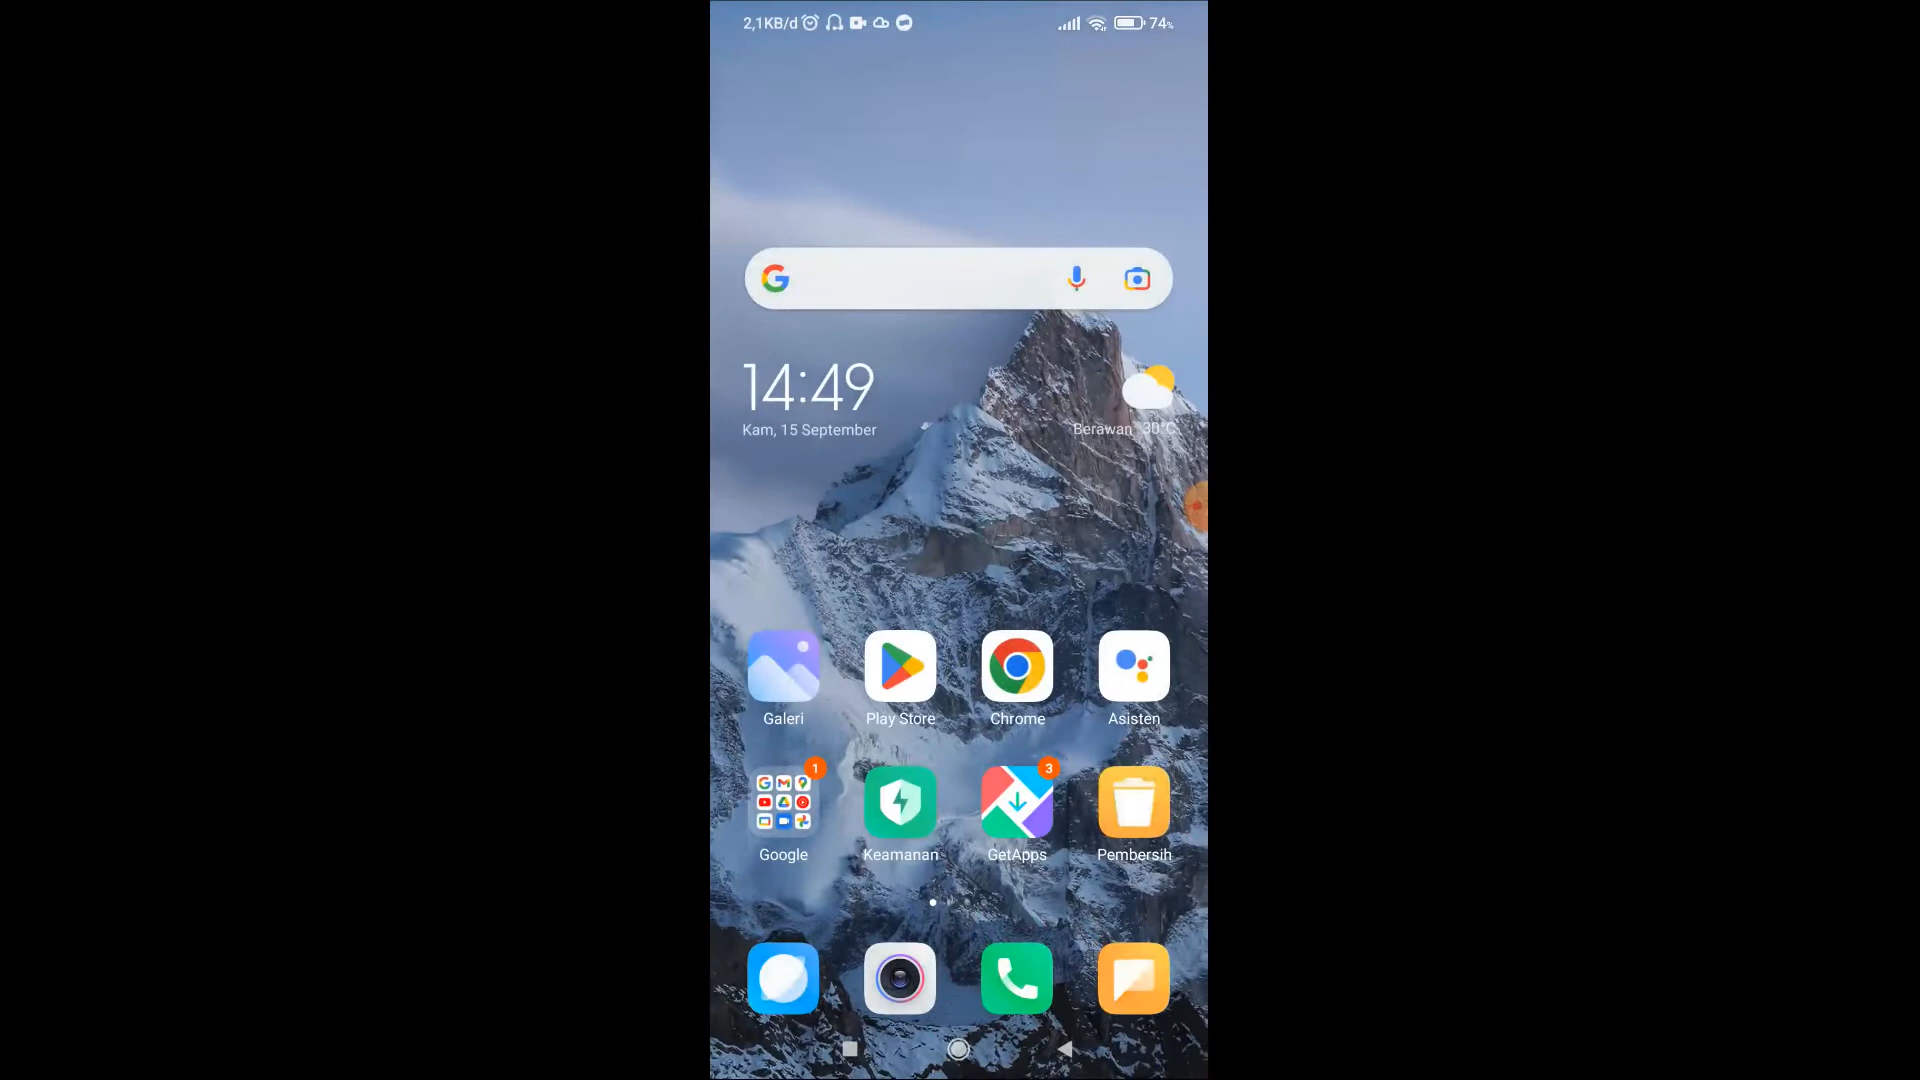 2,1KB/d 74%
14:49
Kam, 15 September
Berawan 30°C
Galeri Play Store Chrome Asisten
1 3
Google Keamanan GetApps Pembersih